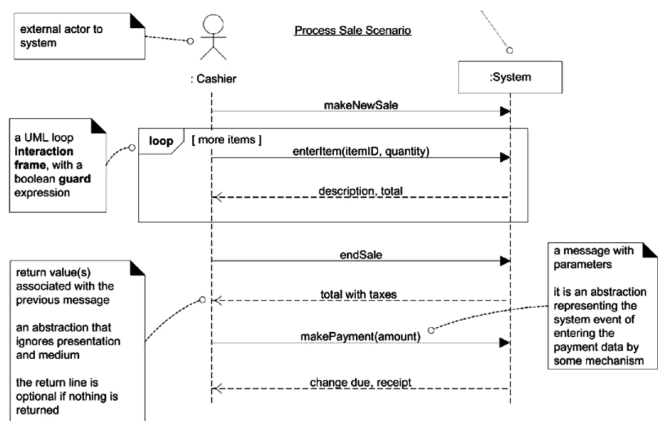 external actor to
system
Process Sale Scenario
: Cashier
:System
makeNewSale
a UML loop
interaction
frame, with a
boolean guard
expression
loop
[ more items ]
enterItem(itemID, quantity)
description, total
endSale
return value(s)
associated with the
previous message
an abstraction that
ignores presentation
and medium
the return line is
optional if nothing is
returned
total with taxes
makePayment(amount)
a message with
parameters
it is an abstraction
representing the
system event of
entering the
payment data by
some mechanism
change due, receipt